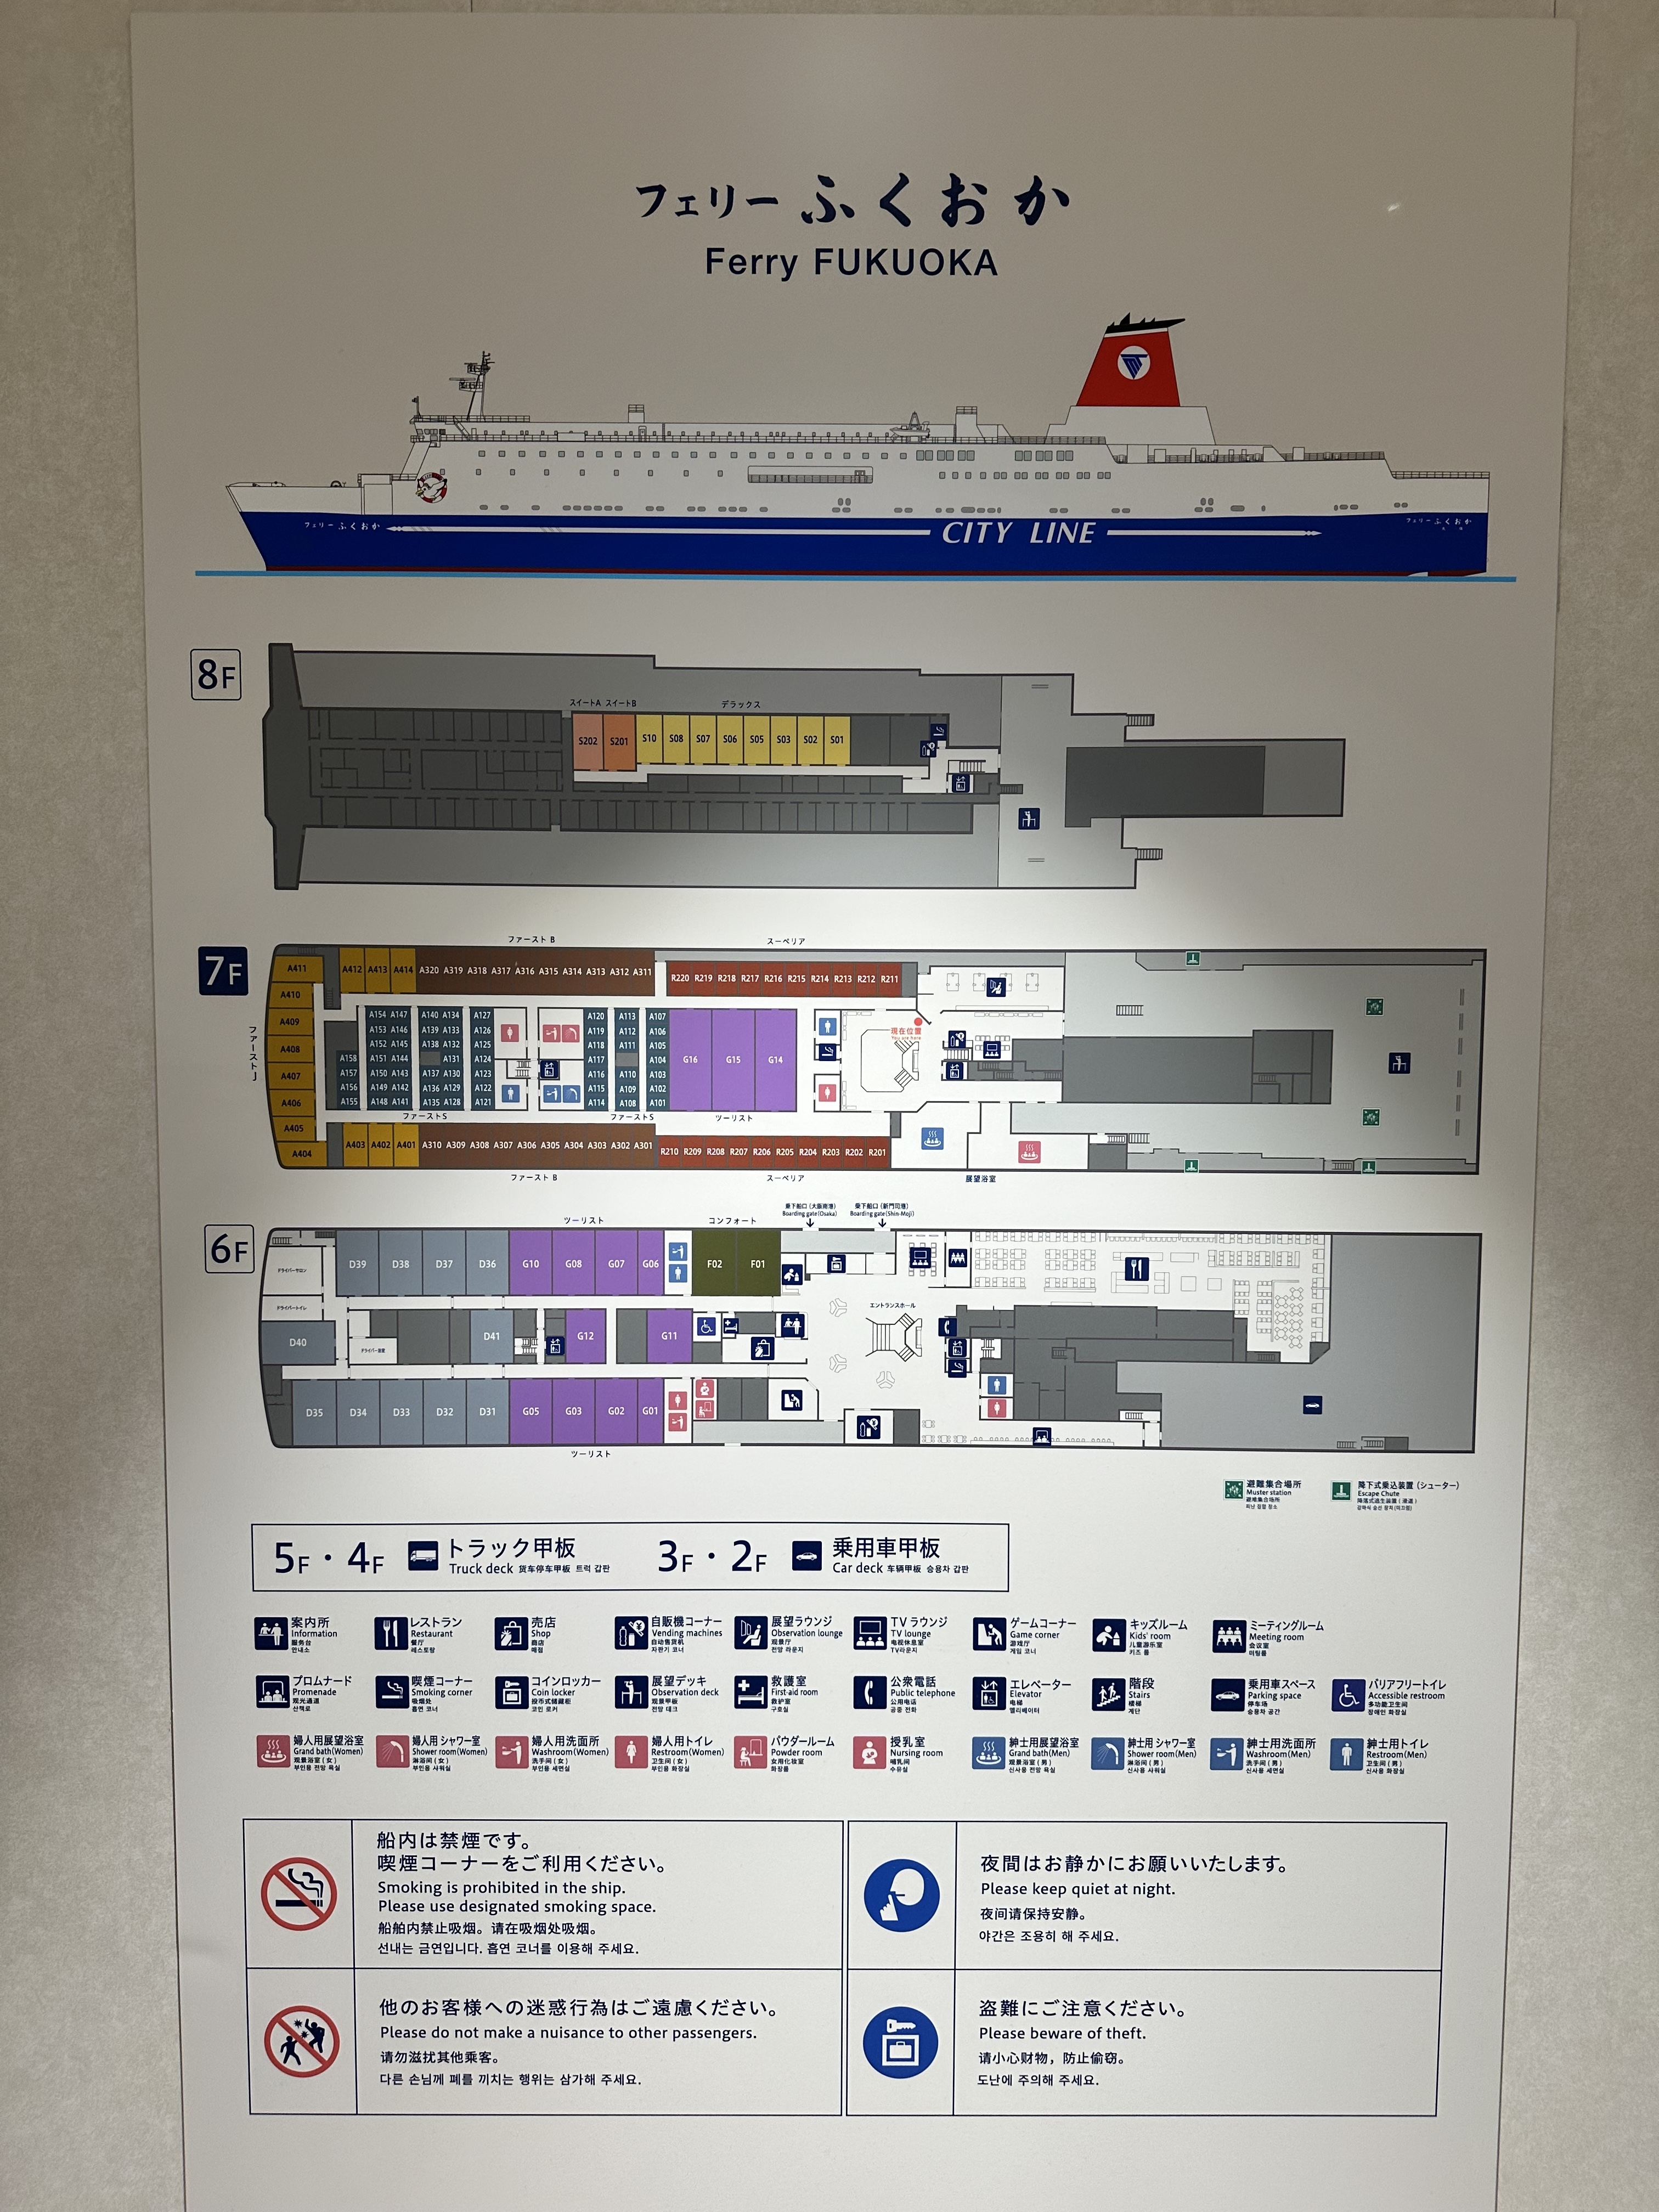 フェリーふくおか
Ferry FUKUOKA
フェリーふくおか
CITY LINE
フェリーふくおか
8F
スイートA スイートB デラックス
S202 S201 S10 S08 S07 S06 S05 S03 S02 S01
7F
ファースト B スーペリア
A411 A412 A413 A414 A320 A319 A318 A317 A316 A315 A314 A313 A312 A311 R220 R219 R218 R217 R216 R215 R214 R213 R212 R211
A410
A409
A408
A407
A406
A405
A404
ファーストJ
A154 A147 A140 A134 A127 A120 A113 A107
A153 A146 A139 A133 A126 A119 A112 A106
A152 A145 A138 A132 A125 A118 A111 A105
A158 A151 A144 A131 A124 A117 A104
A157 A150 A143 A137 A130 A123 A116 A110 A103
A156 A149 A142 A136 A129 A122 A115 A109 A102
A155 A148 A141 A135 A128 A121 A114 A108 A101
G16 G15 G14
現在位置
You are here
ファーストS ファーストS ツーリスト
A403 A402 A401 A310 A309 A308 A307 A306 A305 A304 A303 A302 A301 R210 R209 R208 R207 R206 R205 R204 R203 R202 R201
ファースト B スーペリア 展望浴室
6F
ツーリスト コンフォート
乗下船口(大阪南港)
Boarding gate(Osaka)
乗下船口(新門司港)
Boarding gate(Shin-Moji)
ドライバーサロン
D39 D38 D37 D36 G10 G08 G07 G06 F02 F01
ドライバートイレ
エントランスホール
D40 D41 G12 G11
ドライバー浴室
D35 D34 D33 D32 D31 G05 G03 G02 G01
ツーリスト
避難集合場所
Muster station
避难集合场所
피난 집합 장소
降下式乗込装置(シューター)
Escape Chute
5F・4F トラック甲板
Truck deck 货车停车甲板 트럭 갑판
3F・2F 乗用車甲板
Car deck 车辆甲板 승용차 갑판
案内所
Information
服务台
안내소
レストラン
Restaurant
餐厅
레스토랑
売店
Shop
商店
매점
自販機コーナー
Vending machines
自动售货机
자판기 코너
展望ラウンジ
Observation lounge
观景厅
전망 라운지
TVラウンジ
TV lounge
电视休息室
TV라운지
ゲームコーナー
Game corner
游戏厅
게임 코너
キッズルーム
Kids' room
儿童游乐室
키즈 룸
ミーティングルーム
Meeting room
会议室
미팅룸
プロムナード
Promenade
观光通道
산책로
喫煙コーナー
Smoking corner
吸烟处
흡연 코너
コインロッカー
Coin locker
投币式储藏柜
코인 로커
展望デッキ
Observation deck
观景甲板
전망 데크
救護室
First-aid room
救护室
구호실
公衆電話
Public telephone
公用电话
공중 전화
エレベーター
Elevator
电梯
엘리베이터
階段
Stairs
楼梯
계단
乗用車スペース
Parking space
停车场
승용차 공간
バリアフリートイレ
Accessible restroom
多功能卫生间
장애인 화장실
婦人用展望浴室
Grand bath(Women)
观景浴室(女)
부인용 전망 욕실
婦人用 シャワー室
Shower room(Women)
淋浴间(女)
부인용 샤워실
婦人用洗面所
Washroom(Women)
洗手间(女)
부인용 세면실
婦人用トイレ
Restroom(Women)
卫生间(女)
부인용 화장실
パウダールーム
Powder room
女用化妆室
화장룸
授乳室
Nursing room
哺乳间
수유실
紳士用展望浴室
Grand bath(Men)
观景浴室(男)
신사용 전망 욕실
紳士用 シャワー室
Shower room(Men)
淋浴间(男)
신사용 샤워실
紳士用洗面所
Washroom(Men)
洗手间(男)
신사용 세면실
紳士用トイレ
Restroom(Men)
卫生间(男)
신사용 화장실
船内は禁煙です。
喫煙コーナーをご利用ください。
Smoking is prohibited in the ship.
Please use designated smoking space.
船舶内禁止吸烟。请在吸烟处吸烟。
선내는 금연입니다. 흡연 코너를 이용해 주세요.
夜間はお静かにお願いいたします。
Please keep quiet at night.
夜间请保持安静。
야간은 조용히 해 주세요.
他のお客様への迷惑行為はご遠慮ください。
Please do not make a nuisance to other passengers.
请勿滋扰其他乘客。
다른 손님께 폐를 끼치는 행위는 삼가해 주세요.
盗難にご注意ください。
Please beware of theft.
请小心财物，防止偷窃。
도난에 주의해 주세요.